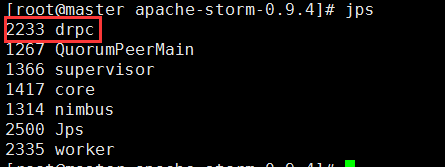 [root@master apache-storm-0.9.4]# jps
2233 drpc
1267 QuorumPeerMain
1366 supervisor
1417 core
1314 nimbus
2500 Jps
2335 worker
[root@master apache-storm-0.9.4]#